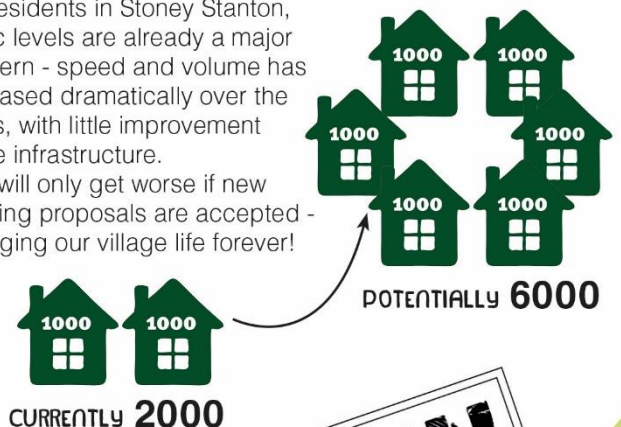 esidents in Stoney Stanton,
c levels are already a major
ern - speed and volume has
ased dramatically over the
s, with little improvement
e infrastructure.
will only get worse if new
ing proposals are accepted -
ging our village life forever!
1000 1000
1000 1000
1000 1000
POTENTIALLY 6000
1000 1000
CURRENTLY 2000